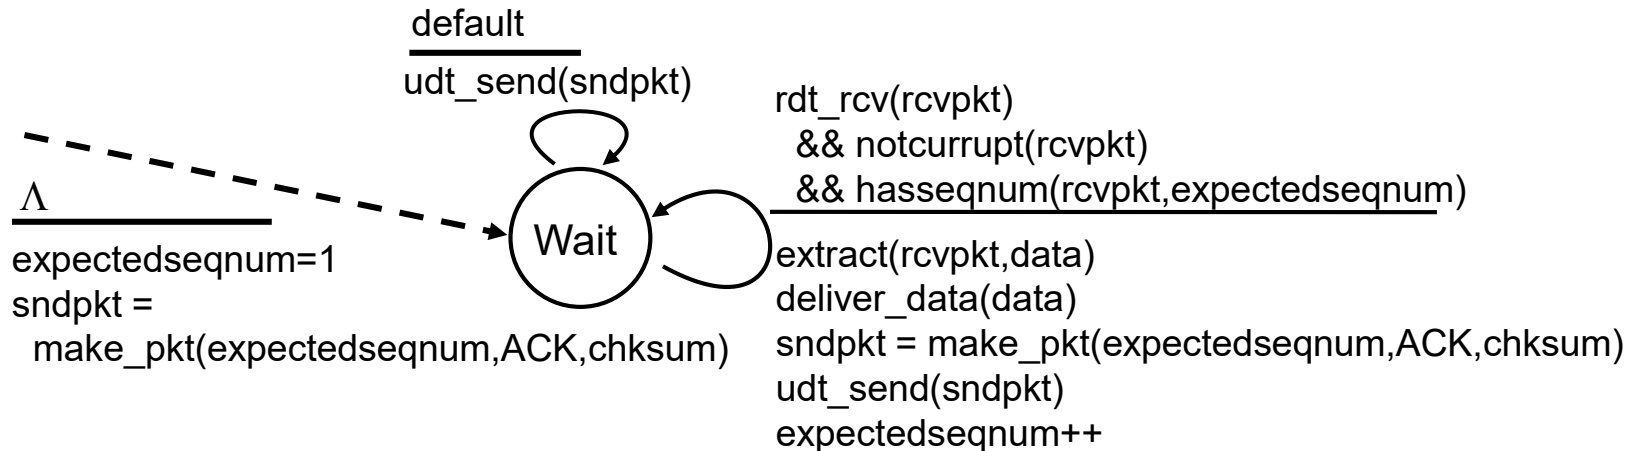 default
udt_send(sndpkt)
rdt_rcv(rcvpkt)
&& notcurrupt(rcvpkt)
&& hasseqnum(rcvpkt,expectedseqnum)
Λ
Wait
expectedseqnum=1
sndpkt =
make_pkt(expectedseqnum,ACK,chksum)
extract(rcvpkt,data)
deliver_data(data)
sndpkt = make_pkt(expectedseqnum,ACK,chksum)
udt_send(sndpkt)
expectedseqnum++